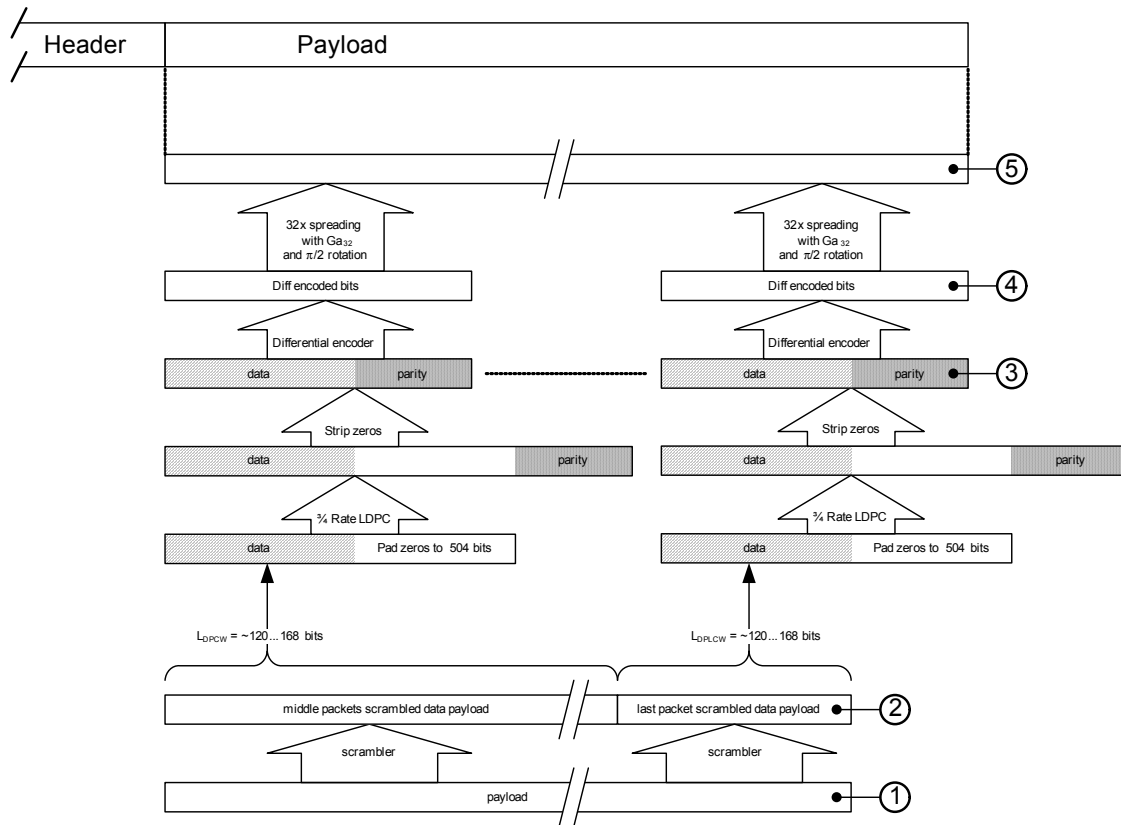 Header Payload
5
32x spreading 32x spreading
with Ga32 with Ga32
and π/2 rotation and π/2 rotation
Diff encoded bits Diff encoded bits 4
Differential encoder Differential encoder
data parity data parity 3
Strip zeros Strip zeros
data parity data parity
¾ Rate LDPC ¾ Rate LDPC
data Pad zeros to 504 bits data Pad zeros to 504 bits
LDPCW = ~120...168 bits LDPLCW = ~120...168 bits
middle packets scrambled data payload last packet scrambled data payload 2
scrambler scrambler
payload 1